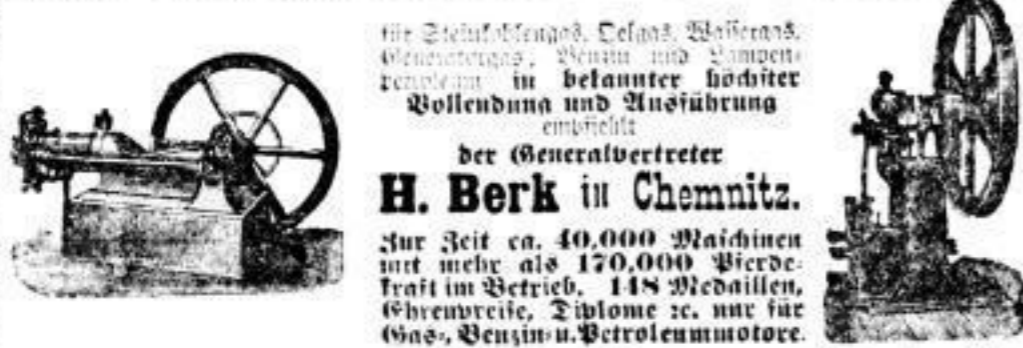 für Steinkohlengas, Oelgas, Wassergas,
Generatorgas, Benzin und Lampen-
petroleum in bekannter höchster
Vollendung und Ausführung
empfiehlt
der Generalvertreter
H. Berk in Chemnitz.
Zur Zeit ca. 40,000 Maschinen
mit mehr als 170,000 Pferde-
kraft im Betrieb. 148 Medaillen,
Ehrenpreise, Diplome ꝛc. nur für
Gas-, Benzin- u. Petroleummotore.